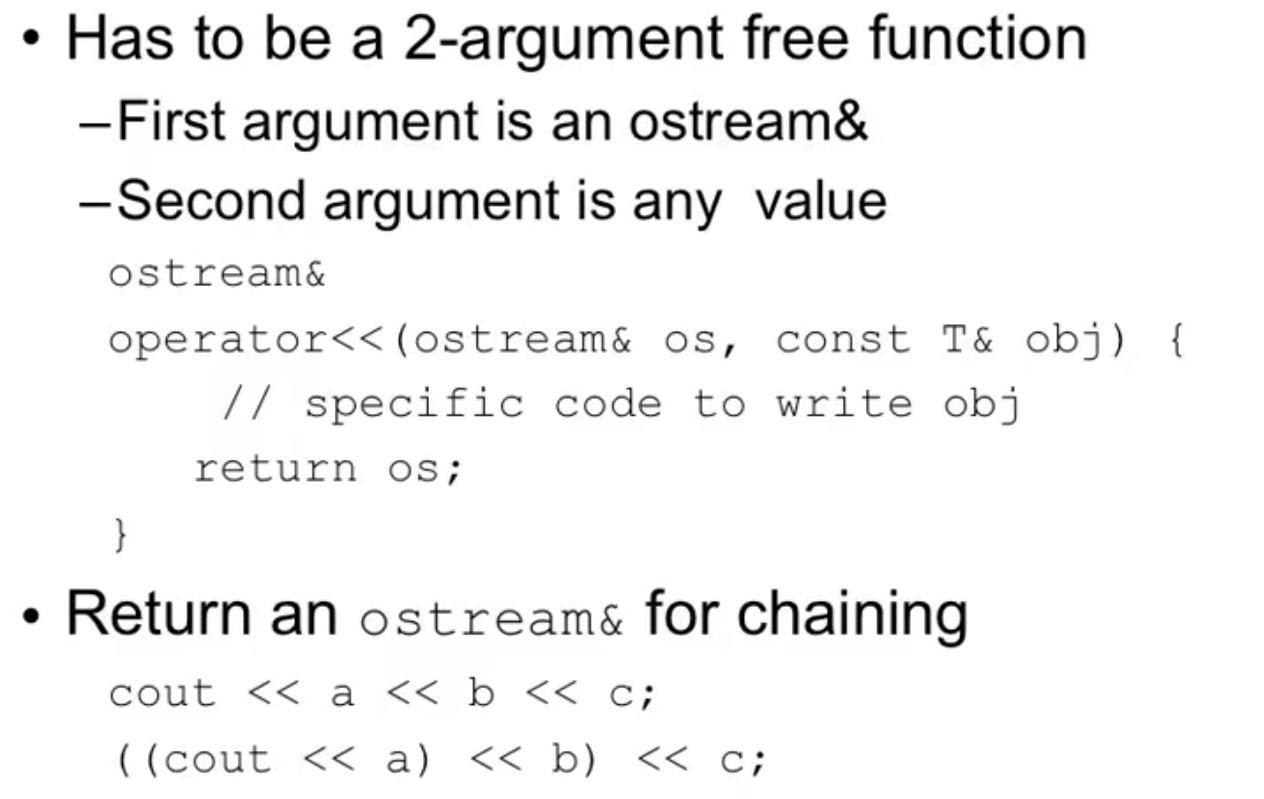 • Has to be a 2-argument free function
–First argument is an ostream&
–Second argument is any  value
ostream&
operator<<(ostream& os, const T& obj) {
    // specific code to write obj
   return os;
}
• Return an ostream& for chaining
cout << a << b << c;
((cout << a) << b) << c;